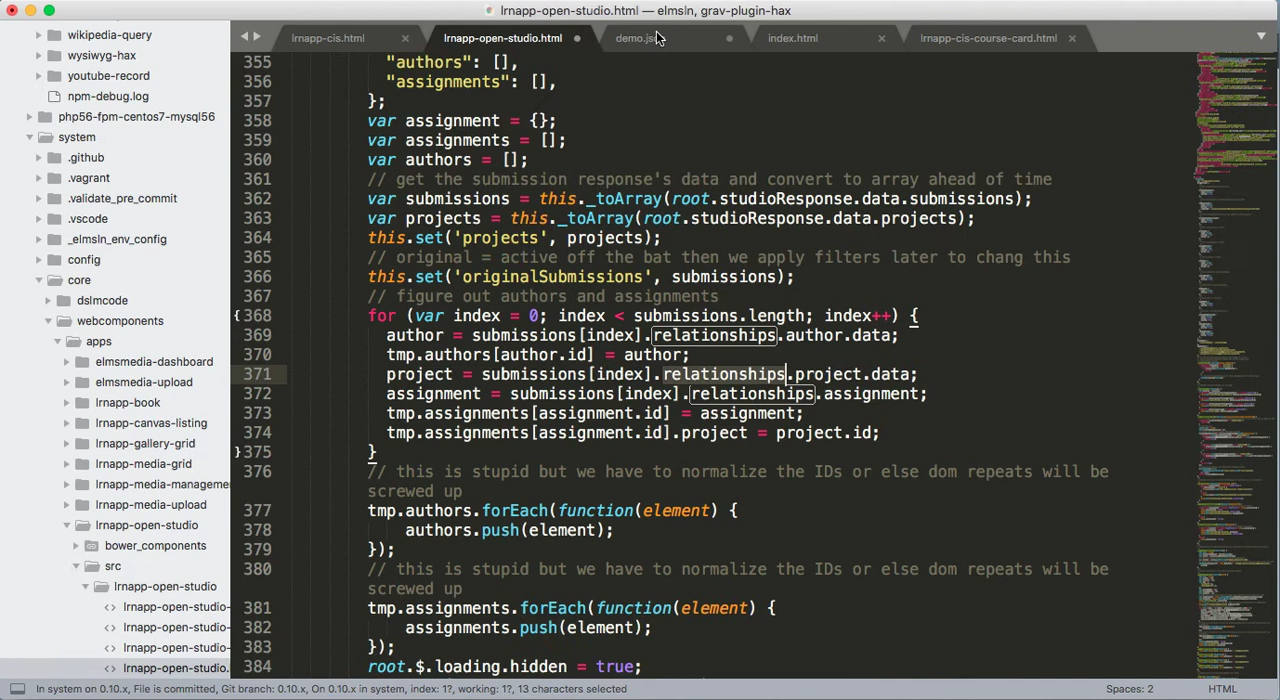 lrnapp-open-studio.html — elmsln, grav-plugin-hax
lrnapp-cis.html
lrnapp-open-studio.html
index.html
lrnapp-cis-course-card.html
wikipedia-query
wysiwyg-hax
youtube-record
npm-debug.log
php56-fpm-centos7-mysql56
system
.github
.vagrant
.validate_pre_commit
.vscode
_elmsln_env_config
config
core
dslmcode
webcomponents
apps
elmsmedia-dashboard
elmsmedia-upload
lrnapp-book
lrnapp-canvas-listing
lrnapp-gallery-grid
lrnapp-media-grid
lrnapp-media-manageme
lrnapp-media-upload
lrnapp-open-studio
bower_components
src
lrnapp-open-studio
lrnapp-open-studio-
lrnapp-open-studio-
lrnapp-open-studio-
lrnapp-open-studio.
355 "authors": [],
356 "assignments": [],
357 };
358 var assignment = {};
359 var assignments = [];
360 var authors = [];
361 // get the submission response's data and convert to array ahead of time
362 var submissions = this._toArray(root.studioResponse.data.submissions);
363 var projects = this._toArray(root.studioResponse.data.projects);
364 this.set('projects', projects);
365 // original = active off the bat then we apply filters later to chang this
366 this.set('originalSubmissions', submissions);
367 // figure out authors and assignments
{368 for (var index = 0; index < submissions.length; index++) {
369 author = submissions[index].relationships.author.data;
370 tmp.authors[author.id] = author;
371 project = submissions[index].relationships.project.data;
372 assignment = submissions[index].relationships.assignment;
373 tmp.assignments[assignment.id] = assignment;
374 tmp.assignments[assignment.id].project = project.id;
}375 }
376 // this is stupid but we have to normalize the IDs or else dom repeats will be
screwed up
377 tmp.authors.forEach(function(element) {
378 authors.push(element);
379 });
380 // this is stupid but we have to normalize the IDs or else dom repeats will be
screwed up
381 tmp.assignments.forEach(function(element) {
382 assignments.push(element);
383 });
384 root.$.loading.hidden = true;
In system on 0.10.x, File is committed, Git branch: 0.10.x, On 0.10.x in system, index: 1?, working: 1?, 13 characters selected
Spaces: 2
HTML